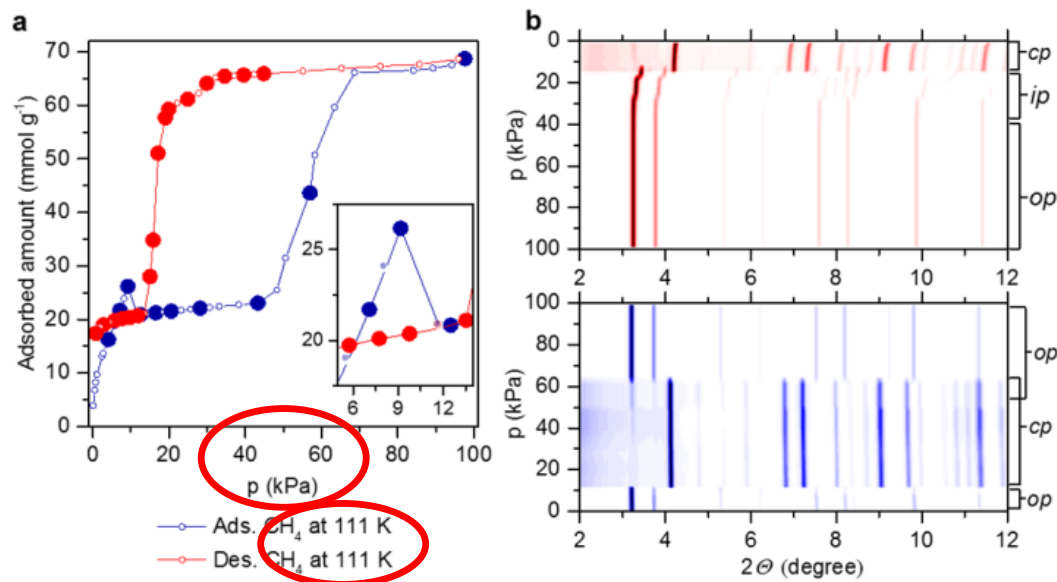 a
Adsorbed amount (mmol g⁻¹)
70
60
50
40
30
20
10
0
0 20 40 60 80 100
p (kPa)
25
20
6 9 12
Ads. CH₄ at 111 K
Des. CH₄ at 111 K
b
p (kPa)
0
20
40
60
80
100
2 4 6 8 10 12
cp
ip
op
p (kPa)
100
80
60
40
20
0
2 4 6 8 10 12
op
cp
op
2Θ (degree)